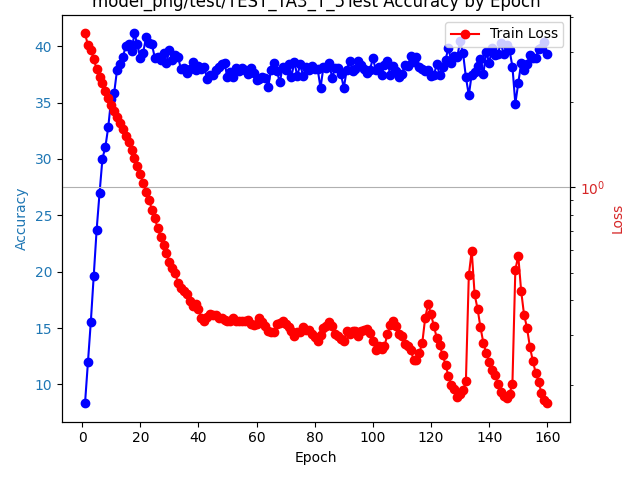 model_png/test/TEST_TA3_T_5Test Accuracy by Epoch
Train Loss
40
35
30
25
20
15
10
Accuracy
10⁰
Loss
0 20 40 60 80 100 120 140 160
Epoch